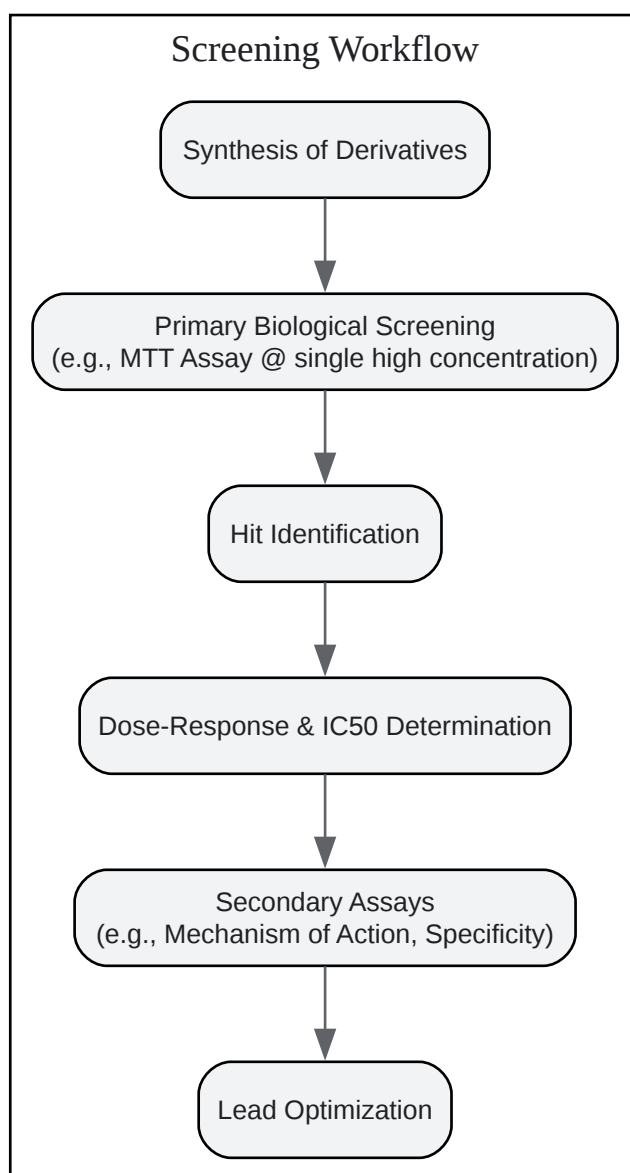 Screening Workflow
Synthesis of Derivatives
Primary Biological Screening
(e.g., MTT Assay @ single high concentration)
Hit Identification
Dose-Response & IC50 Determination
Secondary Assays
(e.g., Mechanism of Action, Specificity)
Lead Optimization